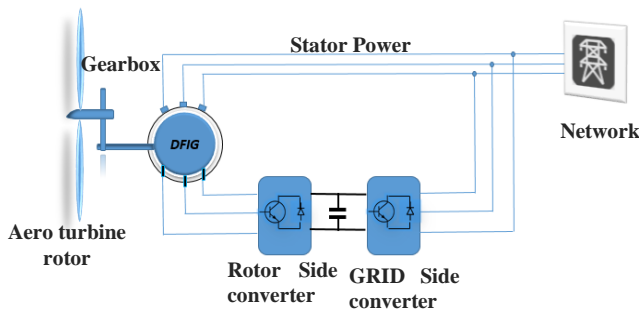 Stator Power
Gearbox
DFIG
Network
Aero turbine
rotor
Rotor Side
converter
GRID Side
converter